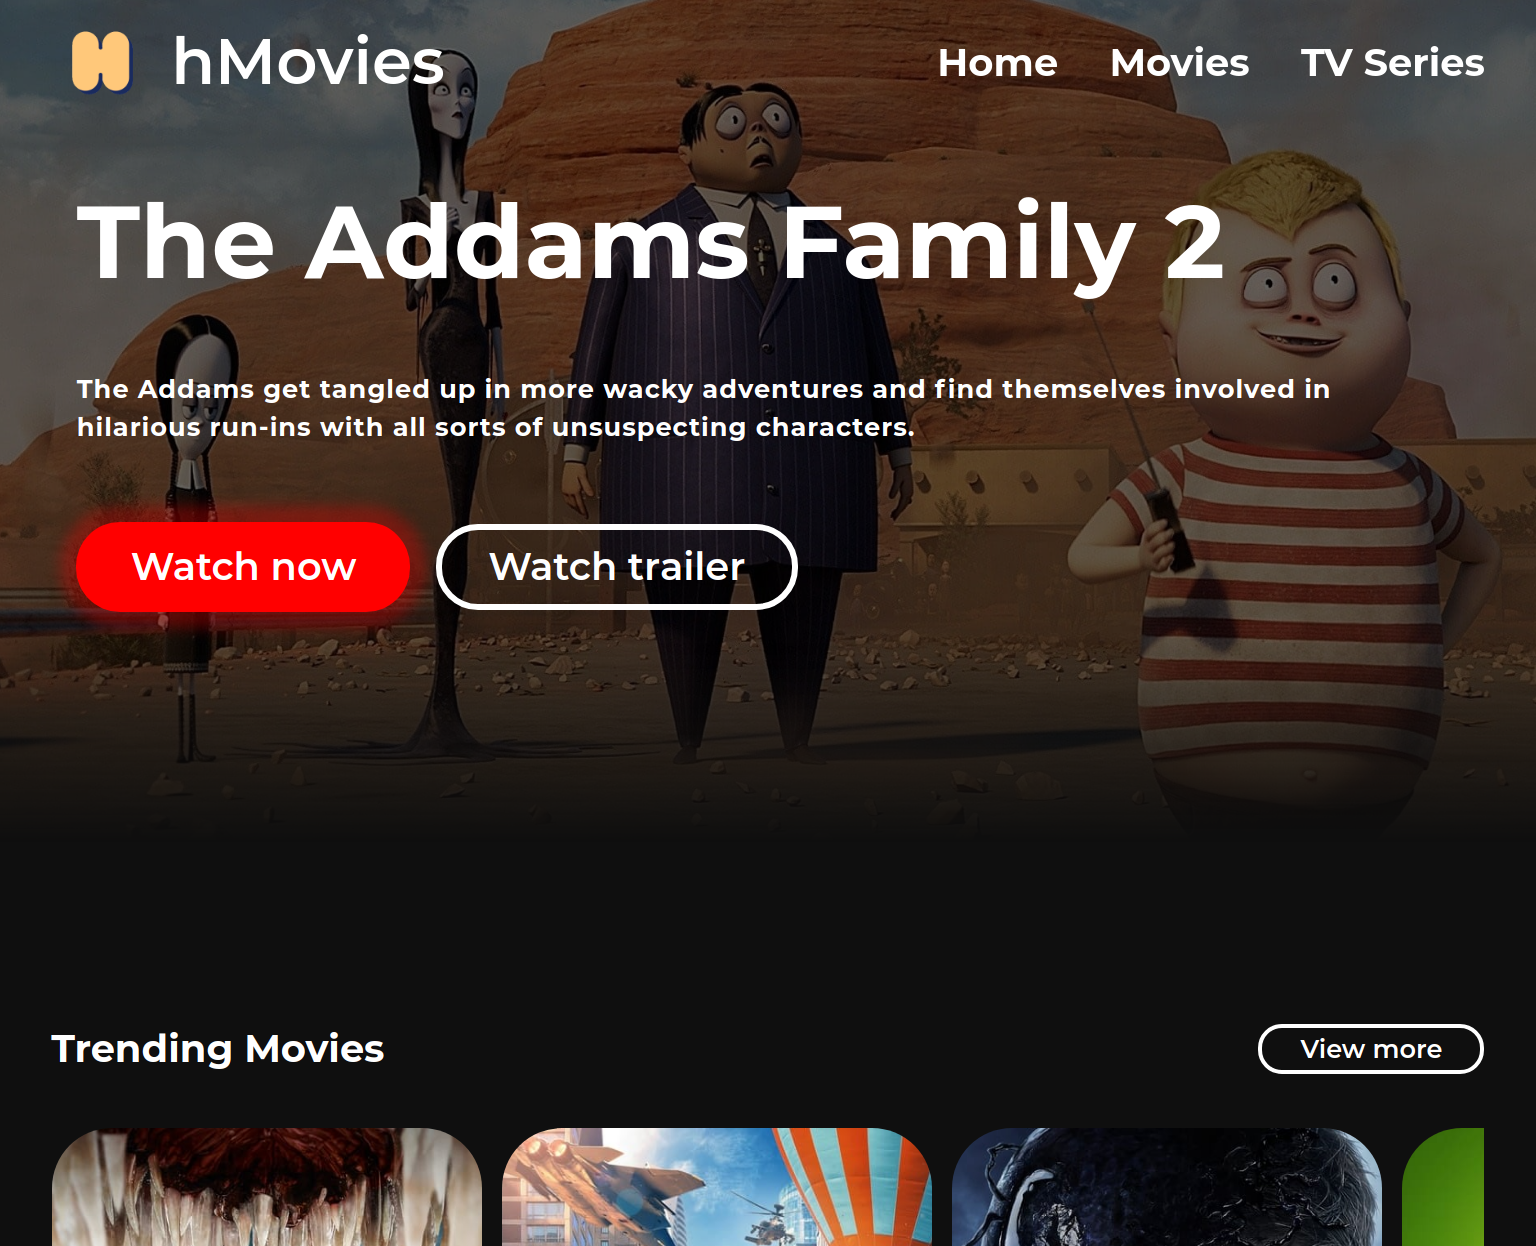 hMovies
Home Movies TV Series
The Addams Family 2
The Addams get tangled up in more wacky adventures and find themselves involved in
hilarious run-ins with all sorts of unsuspecting characters.
Watch now Watch trailer
Trending Movies View more